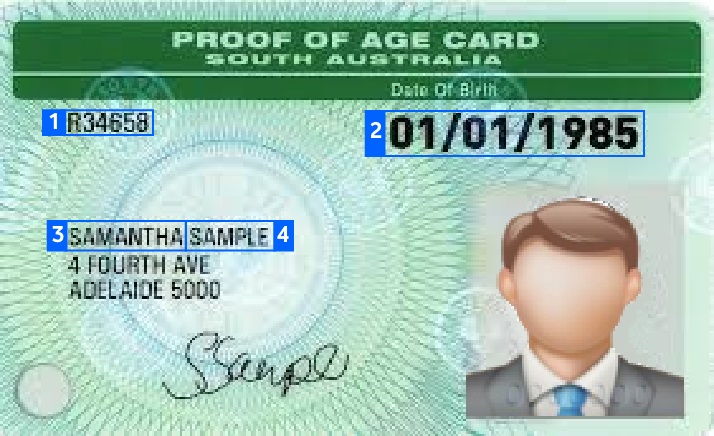 PROOF OF AGE CARD
SOUTH AUSTRALIA
Date Of Birth
1 R34658
2 01/01/1985
3 SAMANTHA SAMPLE 4
4 FOURTH AVE
ADELAIDE 5000
SSample